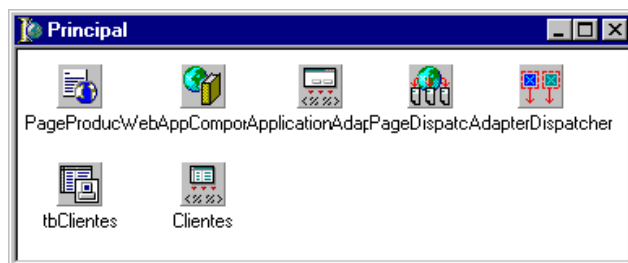 Principal
PageProducWebAppComporApplicationAdapPageDispatcAdapterDispatcher
tbClientes Clientes